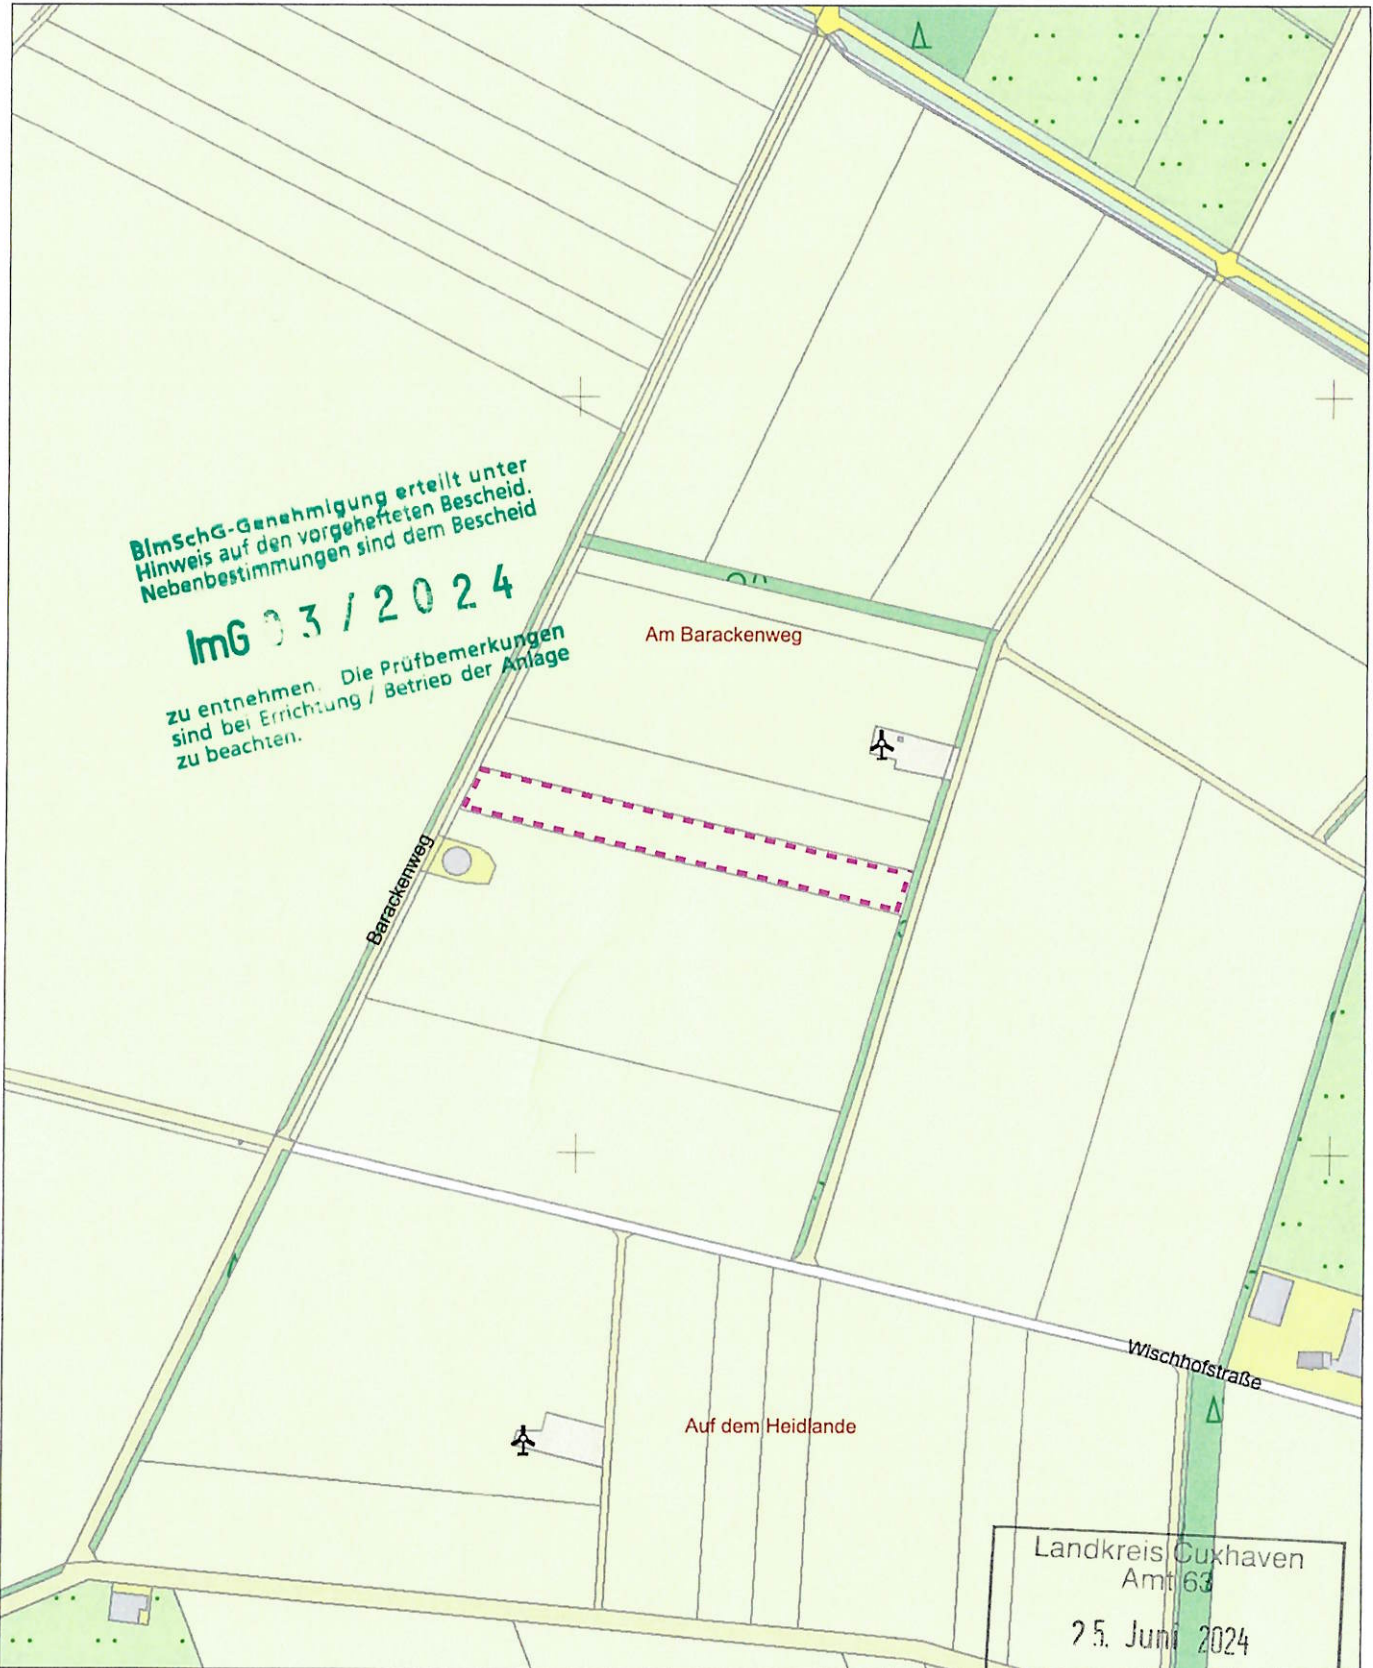 BImSchG-Genehmigung erteilt unter
Hinweis auf den vorgehefteten Bescheid.
Nebenbestimmungen sind dem Bescheid
ImG 3 / 2024
zu entnehmen. Die Prüfbemerkungen
sind bei Errichtung / Betrieb der Anlage
zu beachten.
Am Barackenweg
Barackenweg
Wischhofstraße
Auf dem Heidlande
Landkreis Cuxhaven
Amt 63
25. Juni 2024